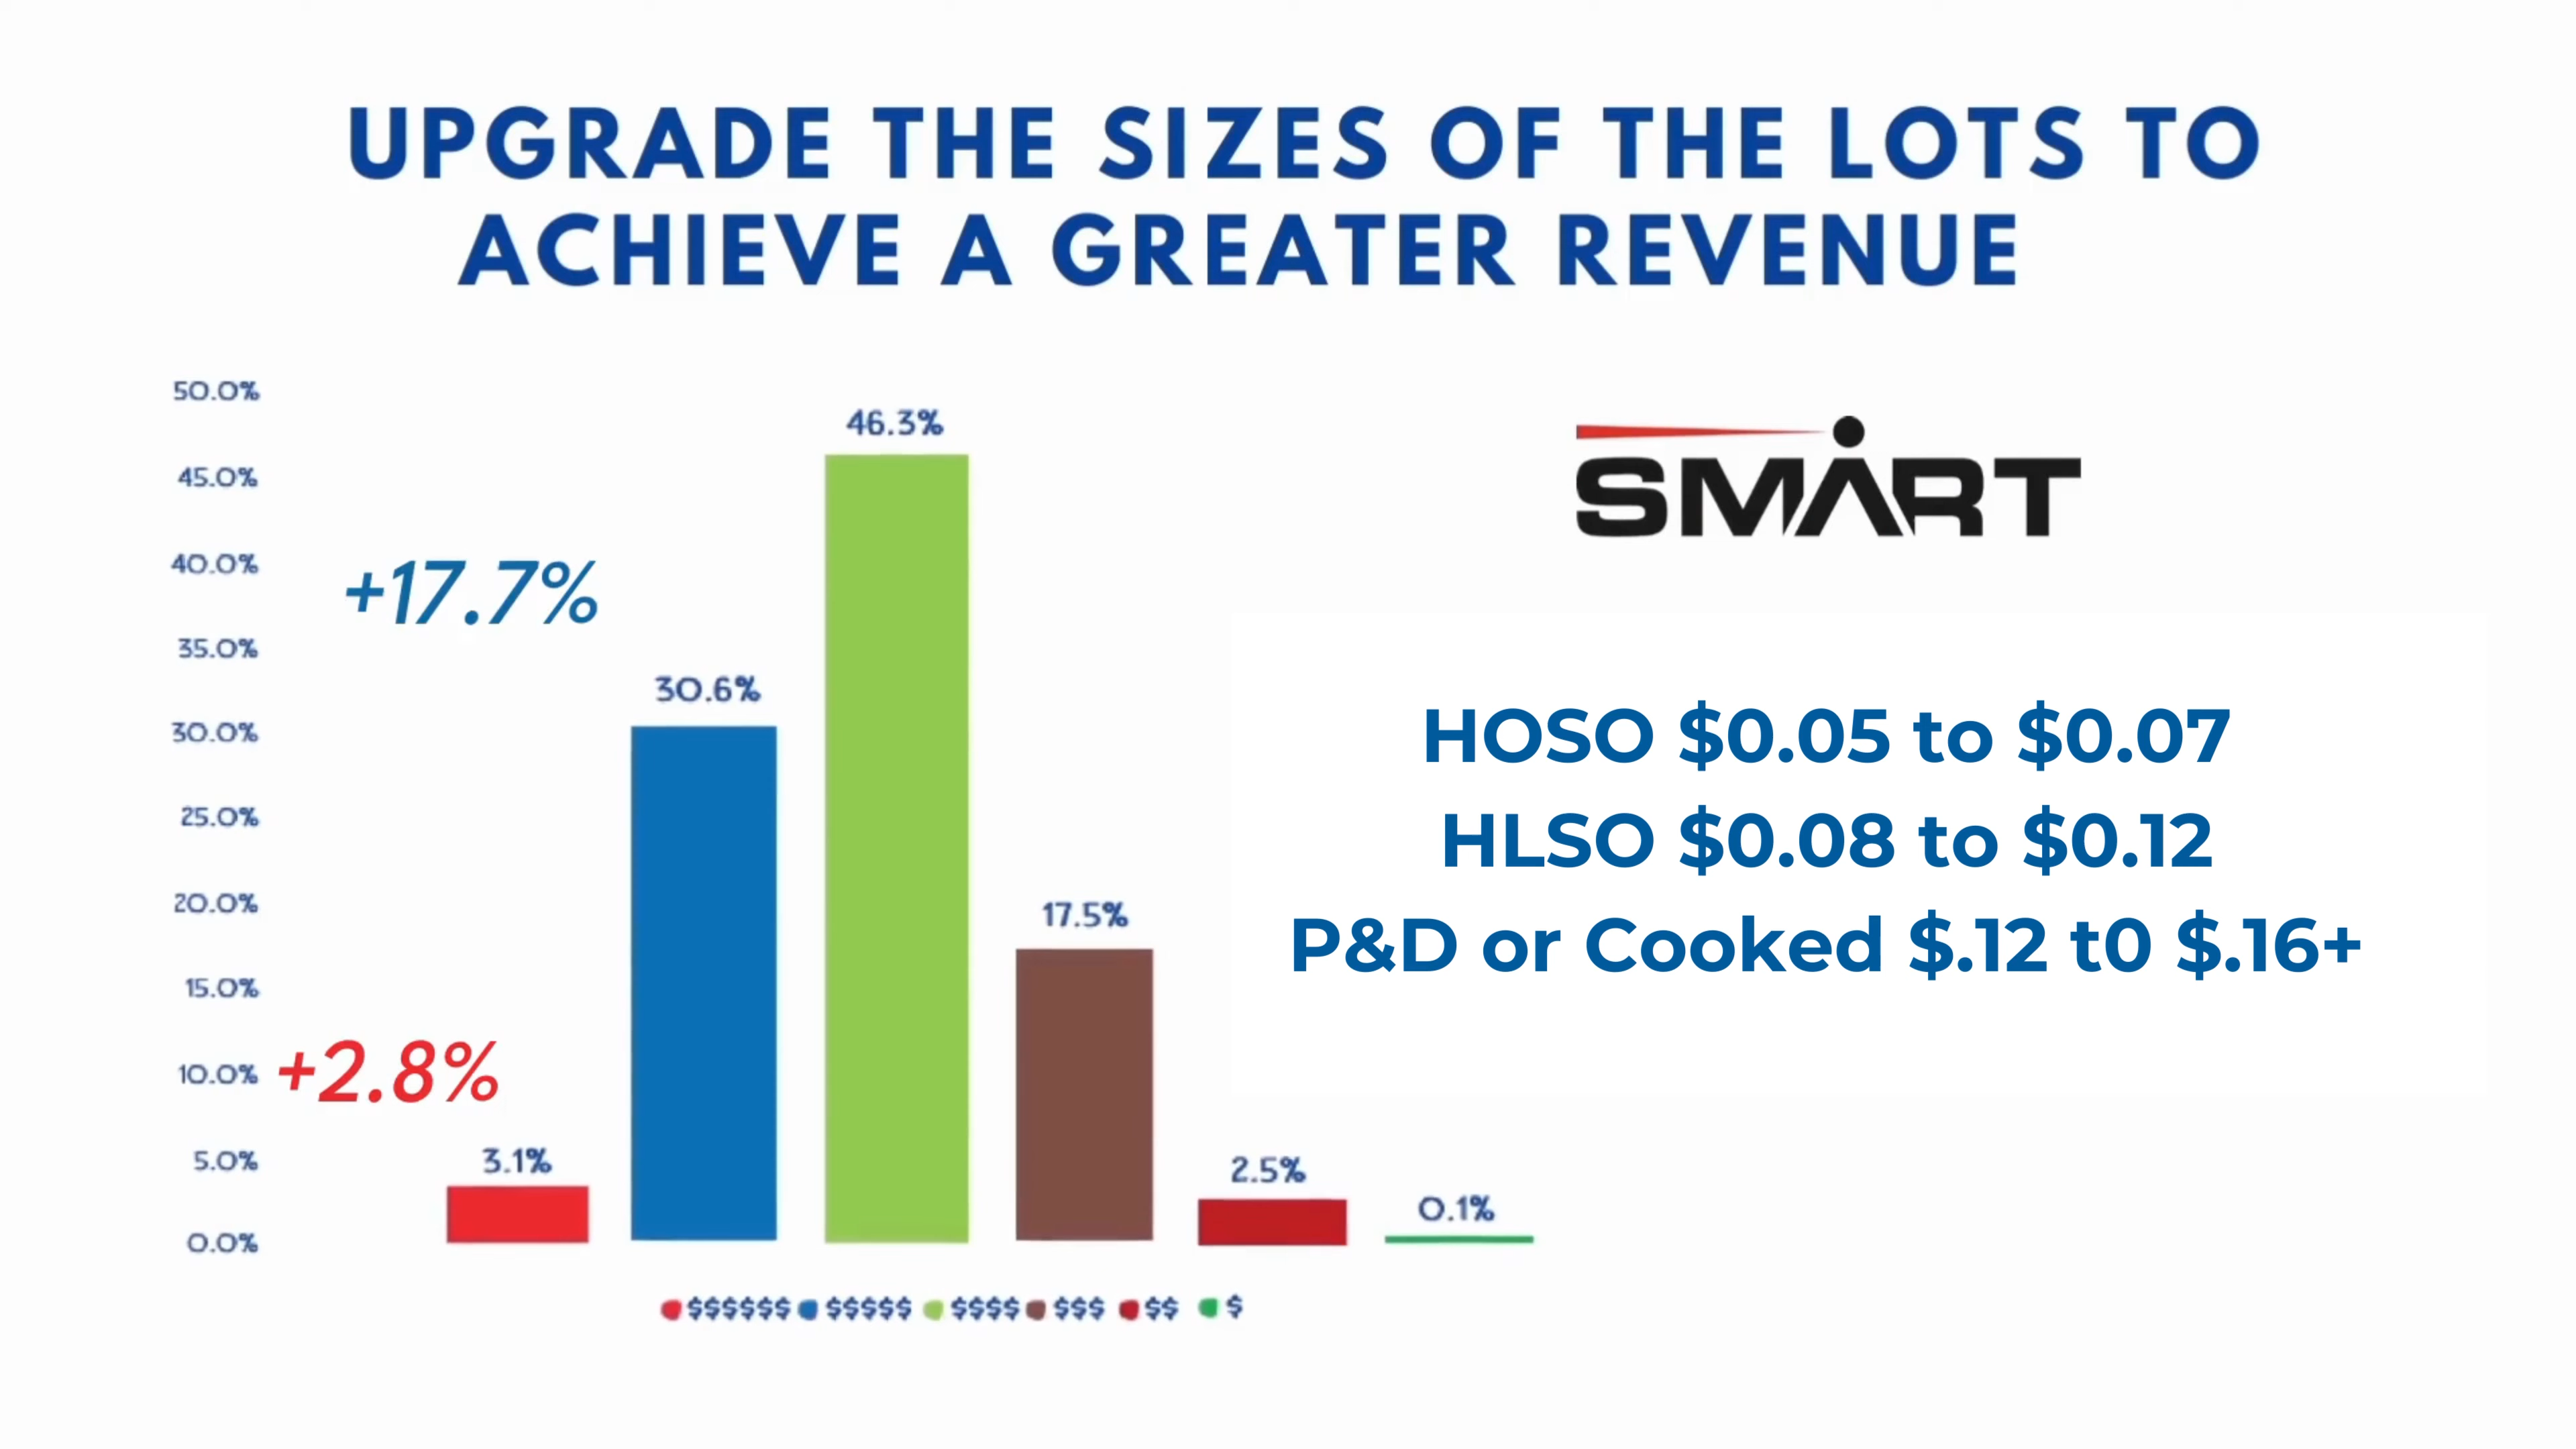 UPGRADE THE SIZES OF THE LOTS TO
ACHIEVE A GREATER REVENUE
50.0%
45.0%
40.0%
35.0%
30.0%
25.0%
20.0%
15.0%
10.0%
5.0%
0.0%
+17.7%
+2.8%
3.1%
30.6%
46.3%
17.5%
2.5%
0.1%
$$$$$$ $$$$$ $$$$ $$$ $$ $
SMART
HOSO $0.05 to $0.07
HLSO $0.08 to $0.12
P&D or Cooked $.12 t0 $.16+